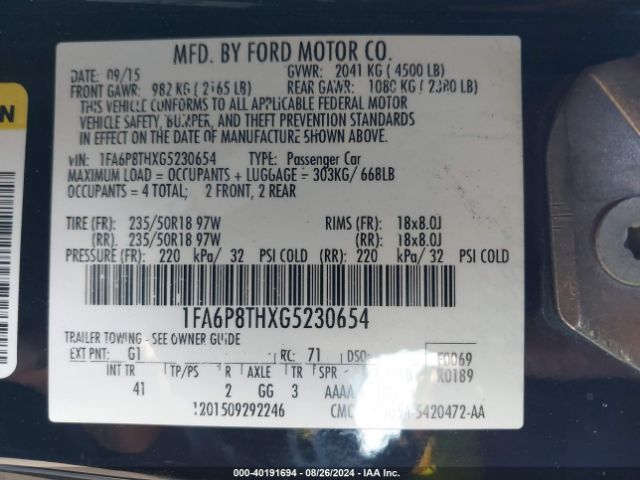 MFD. BY FORD MOTOR CO.
DATE: 09/15 GVWR: 2041 KG ( 4500 LB)
FRONT GAWR: 982 KG ( 2165 LB) REAR GAWR: 1080 KG ( 2380 LB)
THIS VEHICLE CONFORMS TO ALL APPLICABLE FEDERAL MOTOR
VEHICLE SAFETY, BUMPER, AND THEFT PREVENTION STANDARDS
IN EFFECT ON THE DATE OF MANUFACTURE SHOWN ABOVE.
VIN: 1FA6P8THXG5230654 TYPE: Passenger Car
MAXIMUM LOAD = OCCUPANTS + LUGGAGE = 303KG/ 668LB
OCCUPANTS = 4 TOTAL; 2 FRONT, 2 REAR
TIRE (FR): 235/50R18 97W RIMS (FR): 18x8.0J
(RR): 235/50R18 97W (RR): 18x8.0J
PRESSURE (FR): 220 kPa/ 32 PSI COLD (RR): 220 kPa/ 32 PSI COLD
1FA6P8THXG5230654
TRAILER TOWING - SEE OWNER GUIDE
EXT PNT: G1 RC: 71 DSO: F0069
INT TR TP/PS R AXLE TR SPR R0189
41 2 GG 3 AAAA
1201509292246 5420472-AA
000-40191694 | 08/26/2024 | IAA Inc.